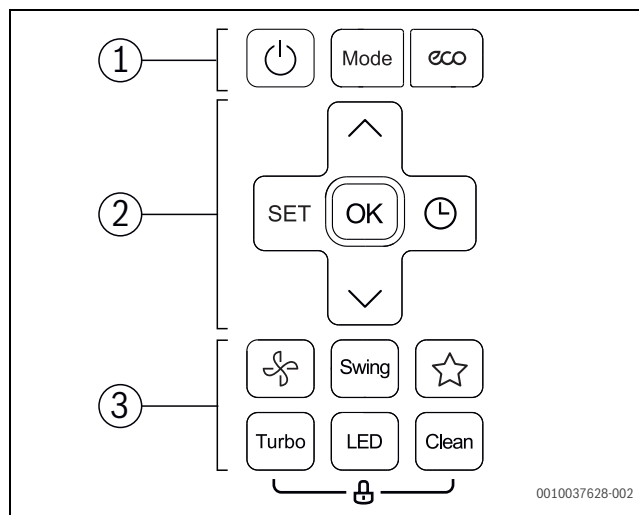 1
Mode
eco
2
SET
OK
3
Swing
Turbo
LED
Clean
0010037628-002